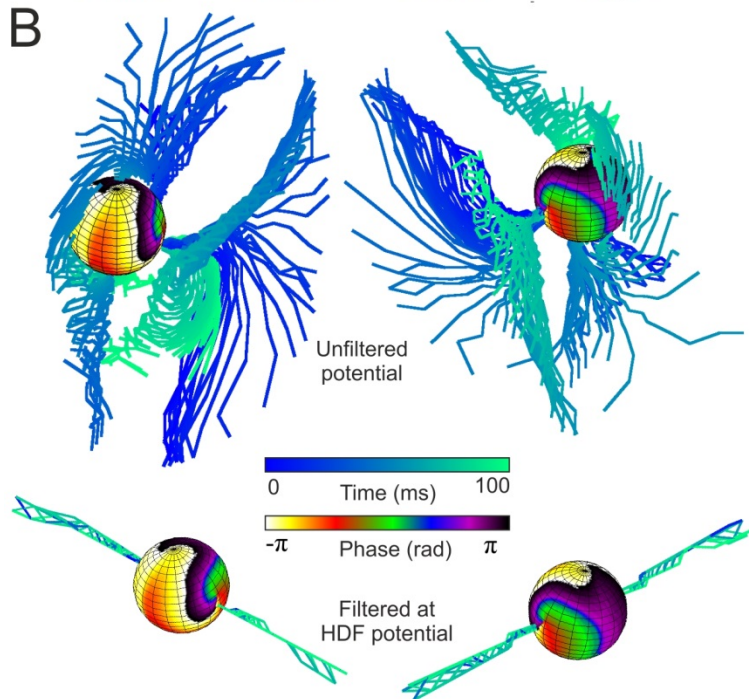 B
Unfiltered
potential
0 Time (ms) 100
-π Phase (rad) π
Filtered at
HDF potential